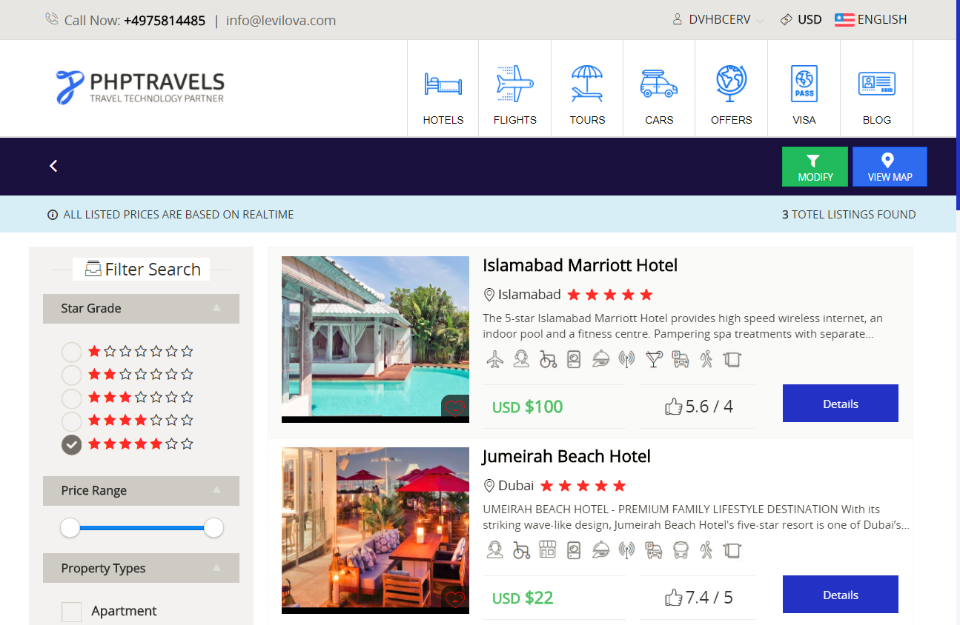 Call Now: +4975814485 | info@levilova.com
DVHBCERV USD ENGLISH
PHPTRAVELS
TRAVEL TECHNOLOGY PARTNER
HOTELS FLIGHTS TOURS CARS OFFERS VISA BLOG
PASS
MODIFY
VIEW MAP
ALL LISTED PRICES ARE BASED ON REALTIME
3 TOTEL LISTINGS FOUND
Filter Search
Star Grade
Price Range
Property Types
Apartment
Islamabad Marriott Hotel
Islamabad
The 5-star Islamabad Marriott Hotel provides high speed wireless internet, an
indoor pool and a fitness centre. Pampering spa treatments with separate...
USD $100
5.6 / 4
Details
Jumeirah Beach Hotel
Dubai
UMEIRAH BEACH HOTEL - PREMIUM FAMILY LIFESTYLE DESTINATION With its
striking wave-like design, Jumeirah Beach Hotel's five-star resort is one of Dubai's...
USD $22
7.4 / 5
Details